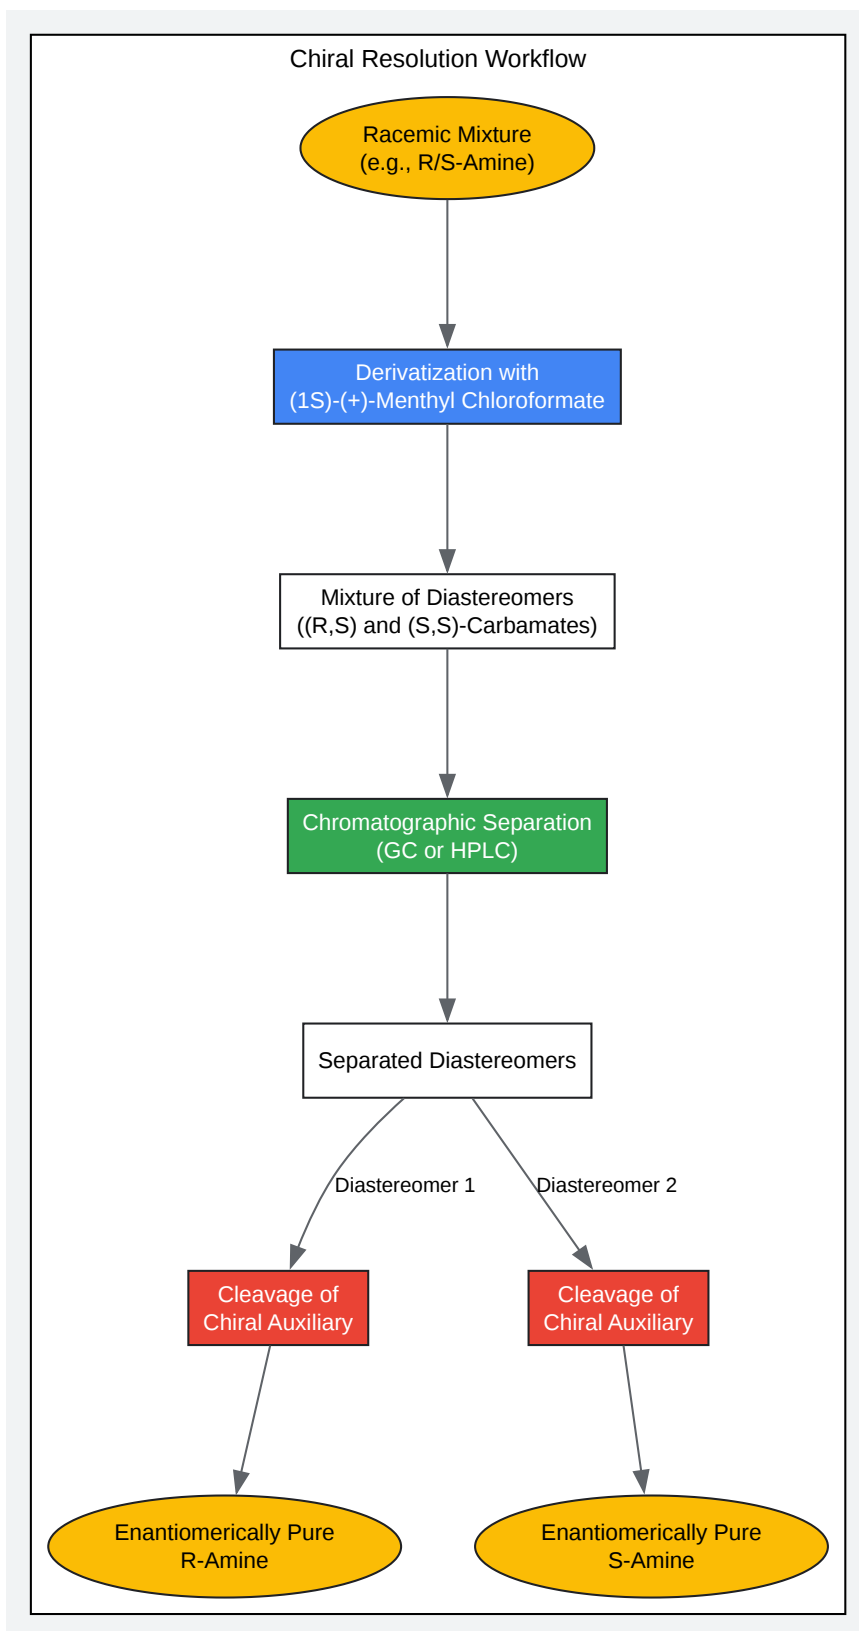 Chiral Resolution Workflow
Racemic Mixture
(e.g., R/S-Amine)
Derivatization with
(1S)-(+)-Menthyl Chloroformate
Mixture of Diastereomers
((R,S) and (S,S)-Carbamates)
Chromatographic Separation
(GC or HPLC)
Separated Diastereomers
Diastereomer 1
Diastereomer 2
Cleavage of
Chiral Auxiliary
Cleavage of
Chiral Auxiliary
Enantiomerically Pure
R-Amine
Enantiomerically Pure
S-Amine